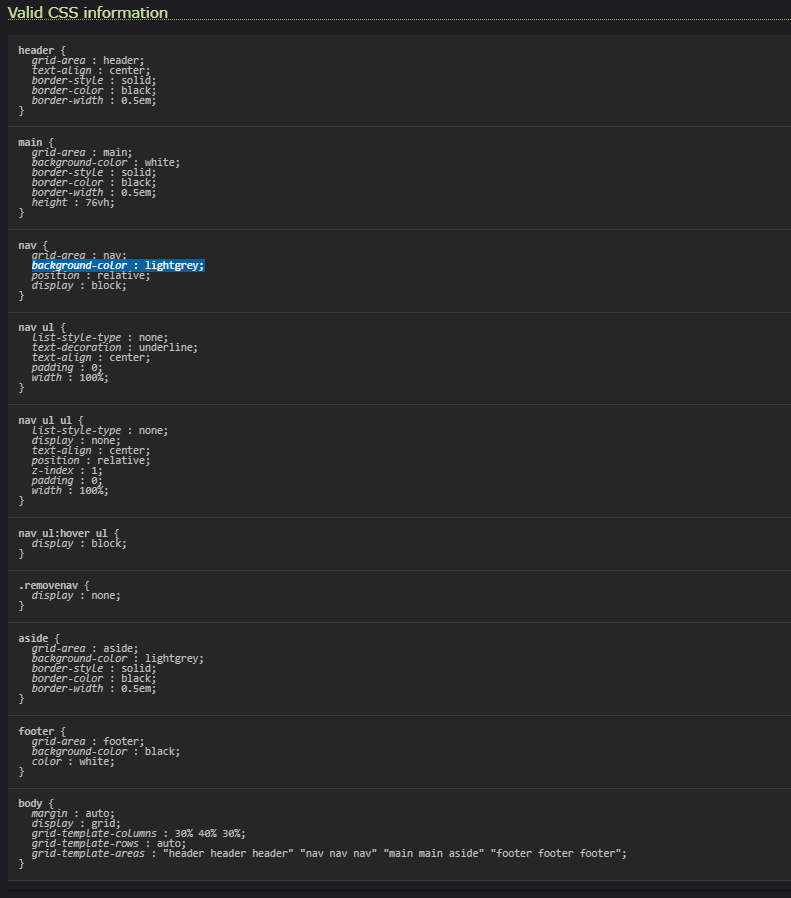 Valid CSS information
header {
grid-area : header;
text-align : center;
border-style : solid;
border-color : black;
border-width : 0.5em;
}
main {
grid-area : main;
background-color : white;
border-style : solid;
border-color : black;
border-width : 0.5em;
height : 76vh;
}
nav {
grid-area : nav;
background-color : lightgrey;
position : relative;
display : block;
}
nav ul {
list-style-type : none;
text-decoration : underline;
text-align : center;
padding : 0;
width : 100%;
}
nav ul ul {
list-style-type : none;
display : none;
text-align : center;
position : relative;
z-index : 1;
padding : 0;
width : 100%;
}
nav ul:hover ul {
display : block;
}
.removenav {
display : none;
}
aside {
grid-area : aside;
background-color : lightgrey;
border-style : solid;
border-color : black;
border-width : 0.5em;
}
footer {
grid-area : footer;
background-color : black;
color : white;
}
body {
margin : auto;
display : grid;
grid-template-columns : 30% 40% 30%;
grid-template-rows : auto;
grid-template-areas : "header header header" "nav nav nav" "main main aside" "footer footer footer";
}